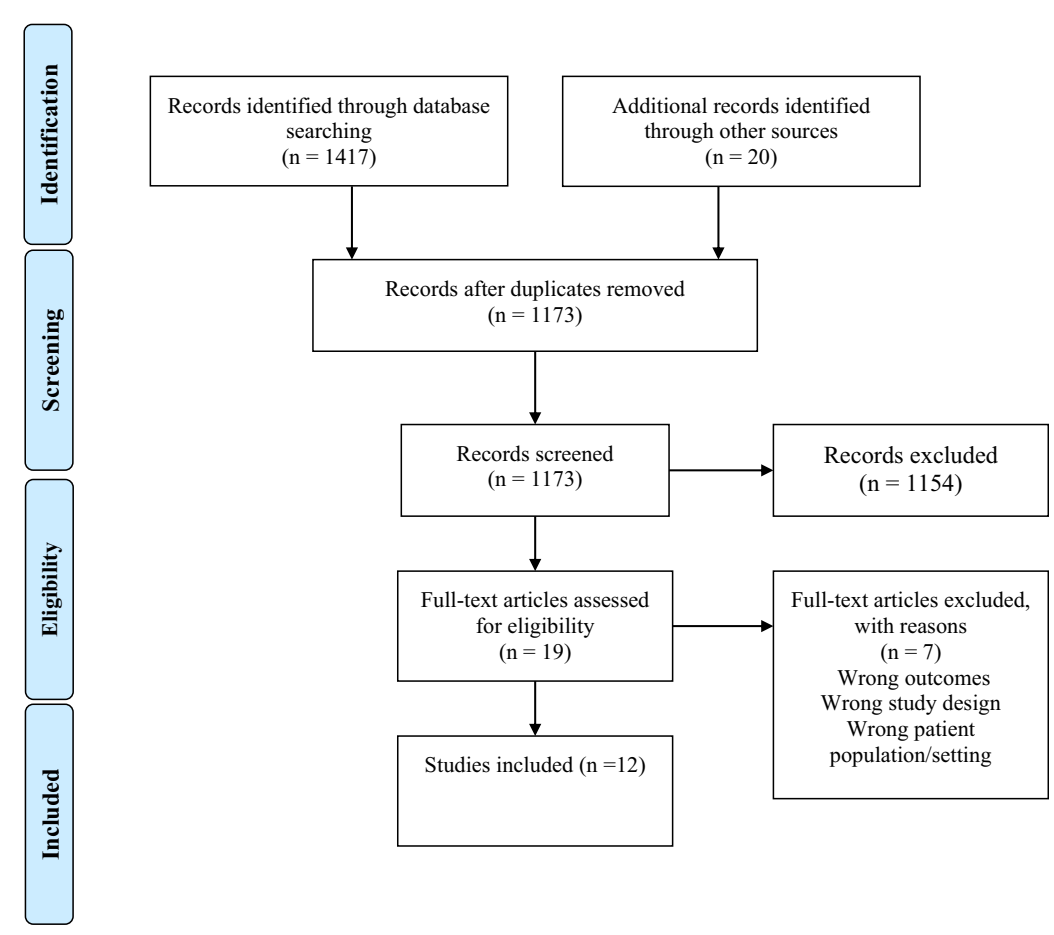 Identification
Records identified through database
searching
(n = 1417)
Additional records identified
through other sources
(n = 20)
Screening
Records after duplicates removed
(n = 1173)
Records screened
(n = 1173)
Records excluded
(n = 1154)
Eligibility
Full-text articles assessed
for eligibility
(n = 19)
Full-text articles excluded,
with reasons
(n = 7)
Wrong outcomes
Wrong study design
Wrong patient
population/setting
Included
Studies included (n =12)